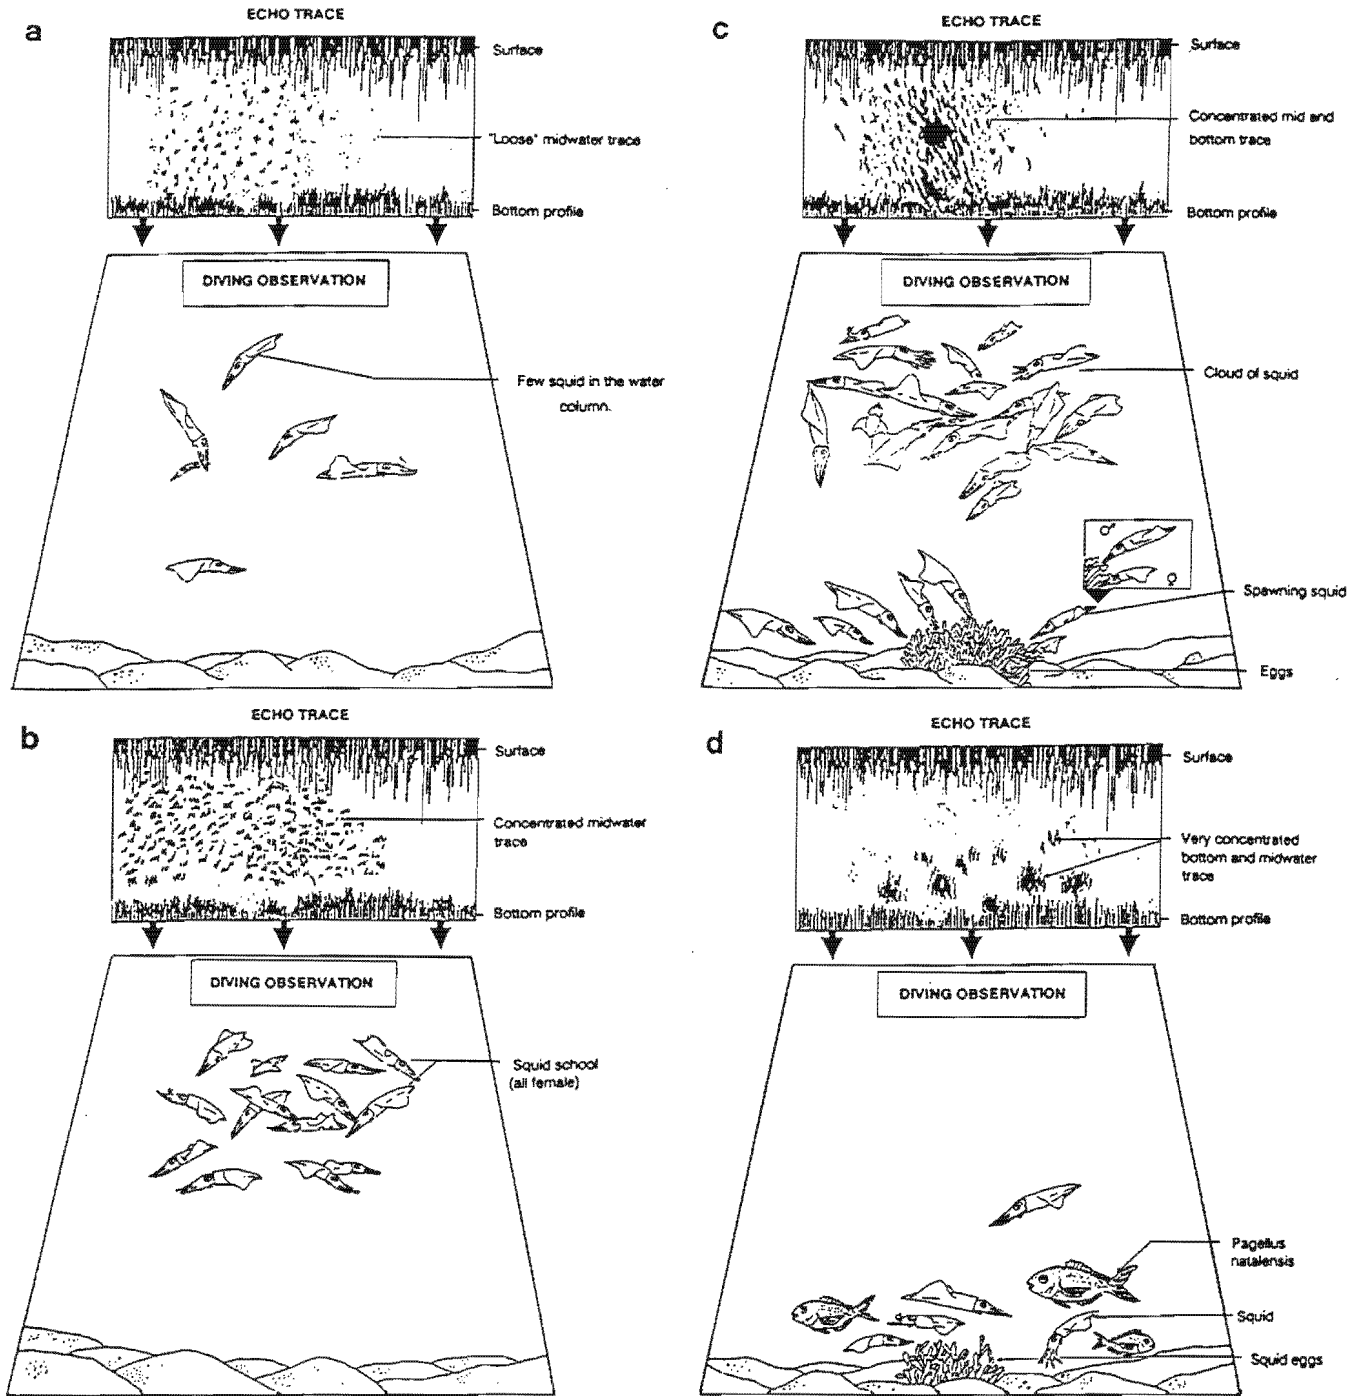 a
ECHO TRACE
Surface
"Loose" midwater trace
Bottom profile
DIVING OBSERVATION
Few squid in the water
column.
b
ECHO TRACE
Surface
Concentrated midwater
trace
Bottom profile
DIVING OBSERVATION
Squid school
(all female)
c
ECHO TRACE
Surface
Concentrated mid and
bottom trace
Bottom profile
DIVING OBSERVATION
Cloud of squid
♂
♀
Spawning squid
Eggs
d
ECHO TRACE
Surface
Very concentrated
bottom and midwater
trace
Bottom profile
DIVING OBSERVATION
Pagellus
natalensis
Squid
Squid eggs